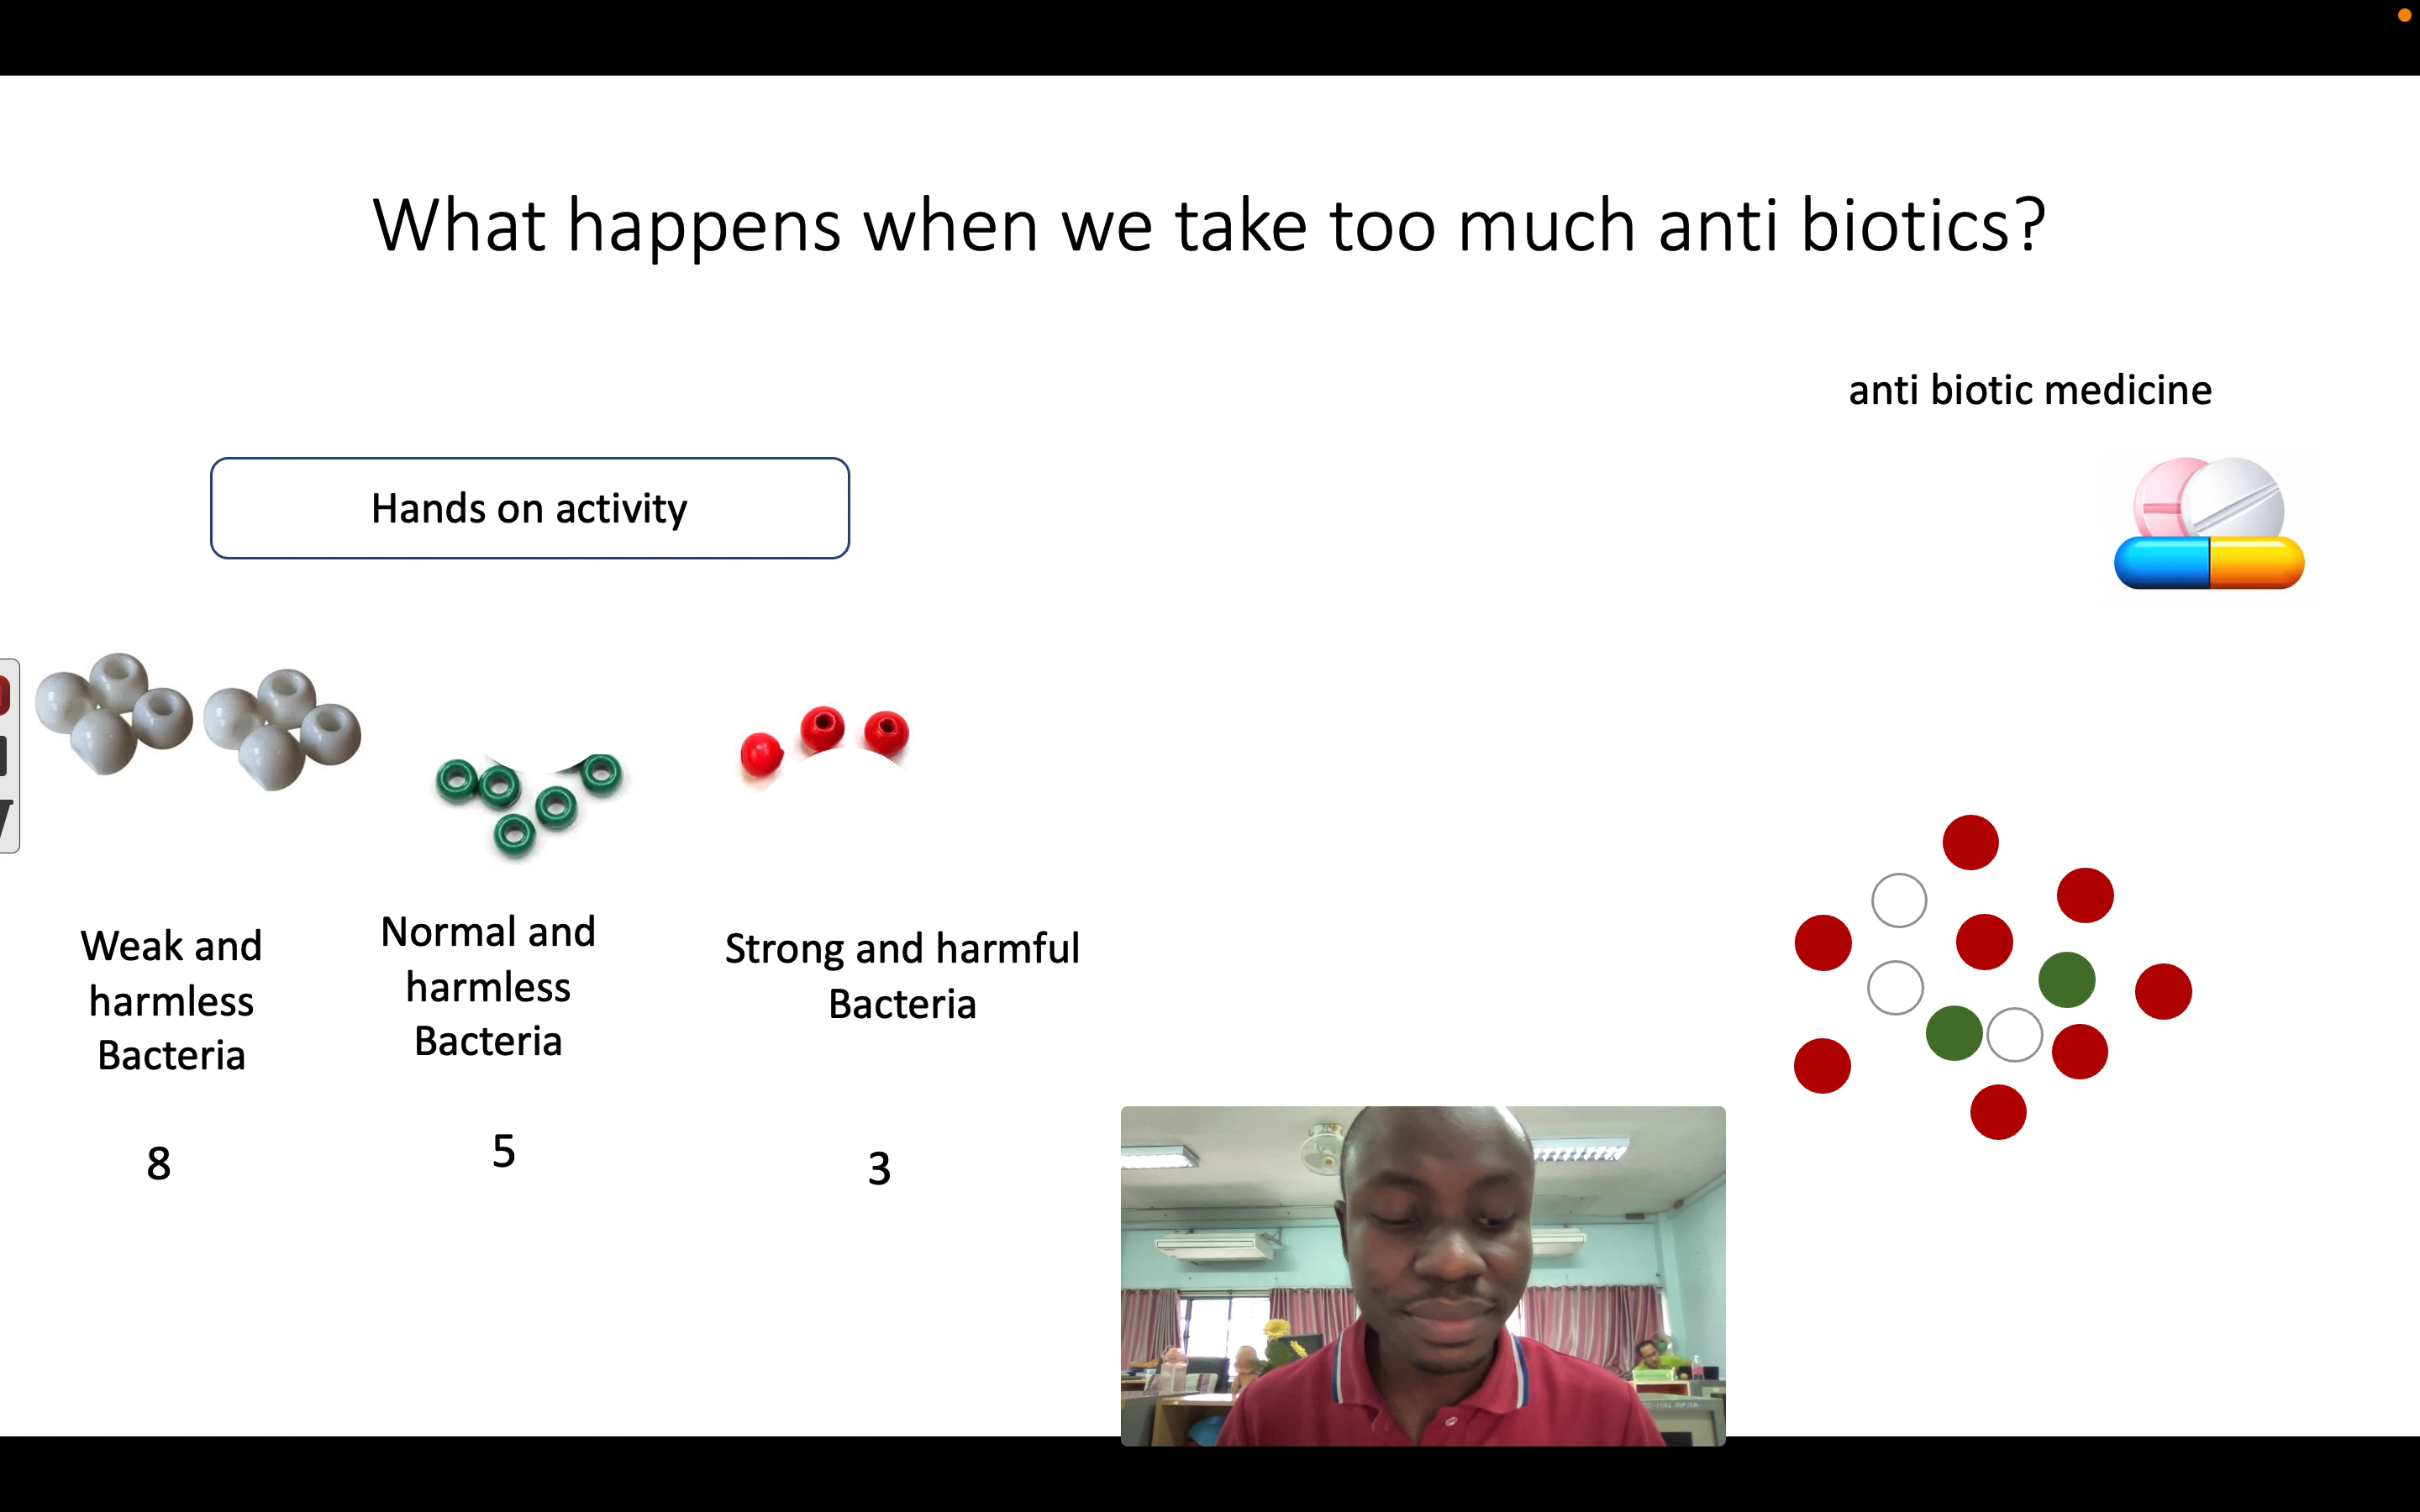 What happens when we take too much anti biotics?
anti biotic medicine
Hands on activity
Weak and
harmless
Bacteria
Normal and
harmless
Bacteria
Strong and harmful
Bacteria
8
5
3